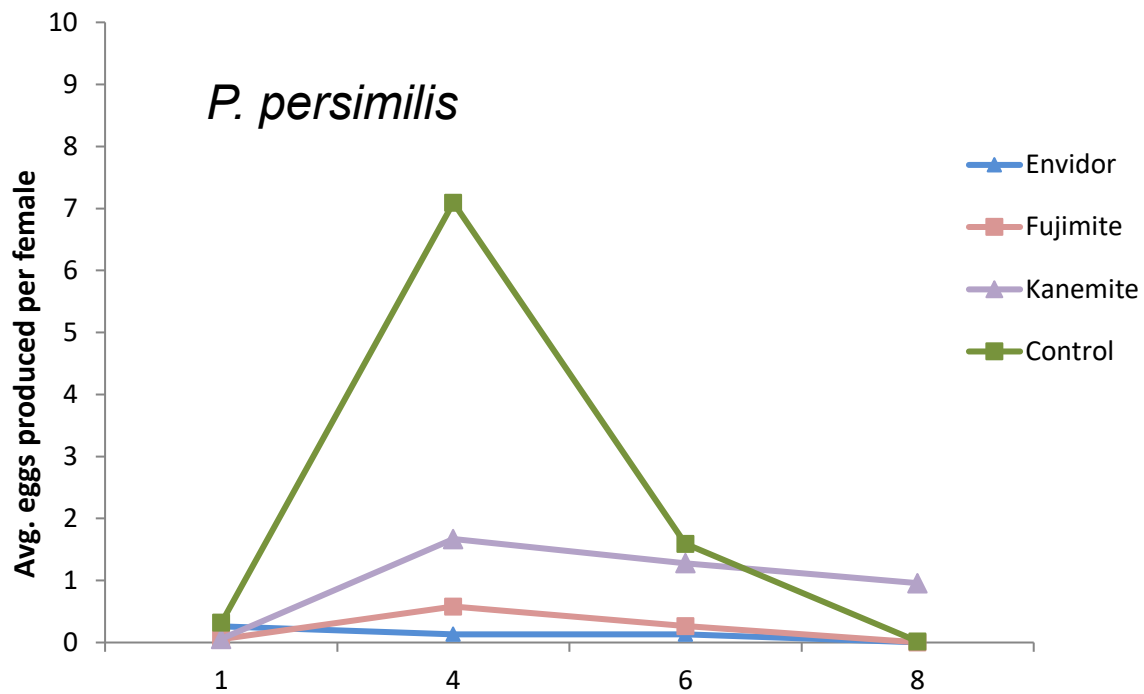 P. persimilis
Avg. eggs produced per female
10
9
8
7
6
5
4
3
2
1
0
1 4 6 8
Envidor
Fujimite
Kanemite
Control